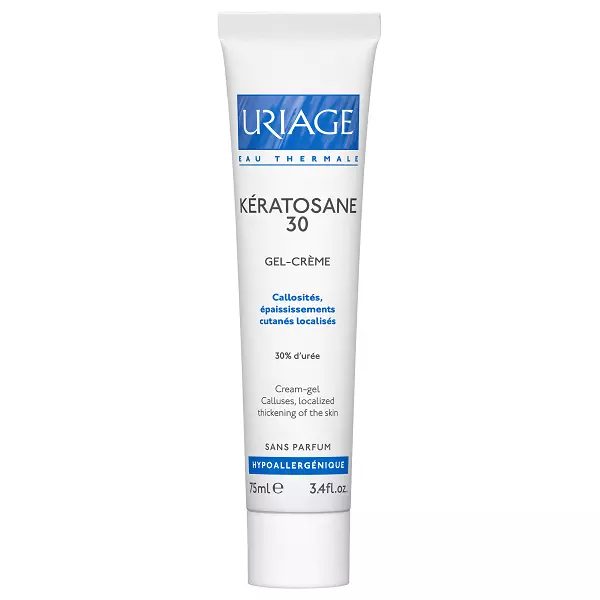 URIAGE
EAU THERMALE
KÉRATOSANE
30
GEL-CRÈME
Callosités,
épaississements
cutanés localisés
30% d'urée
Cream-gel
Calluses, localized
thickening of the skin
SANS PARFUM
HYPOALLERGÉNIQUE
75ml e 3.4fl.oz.